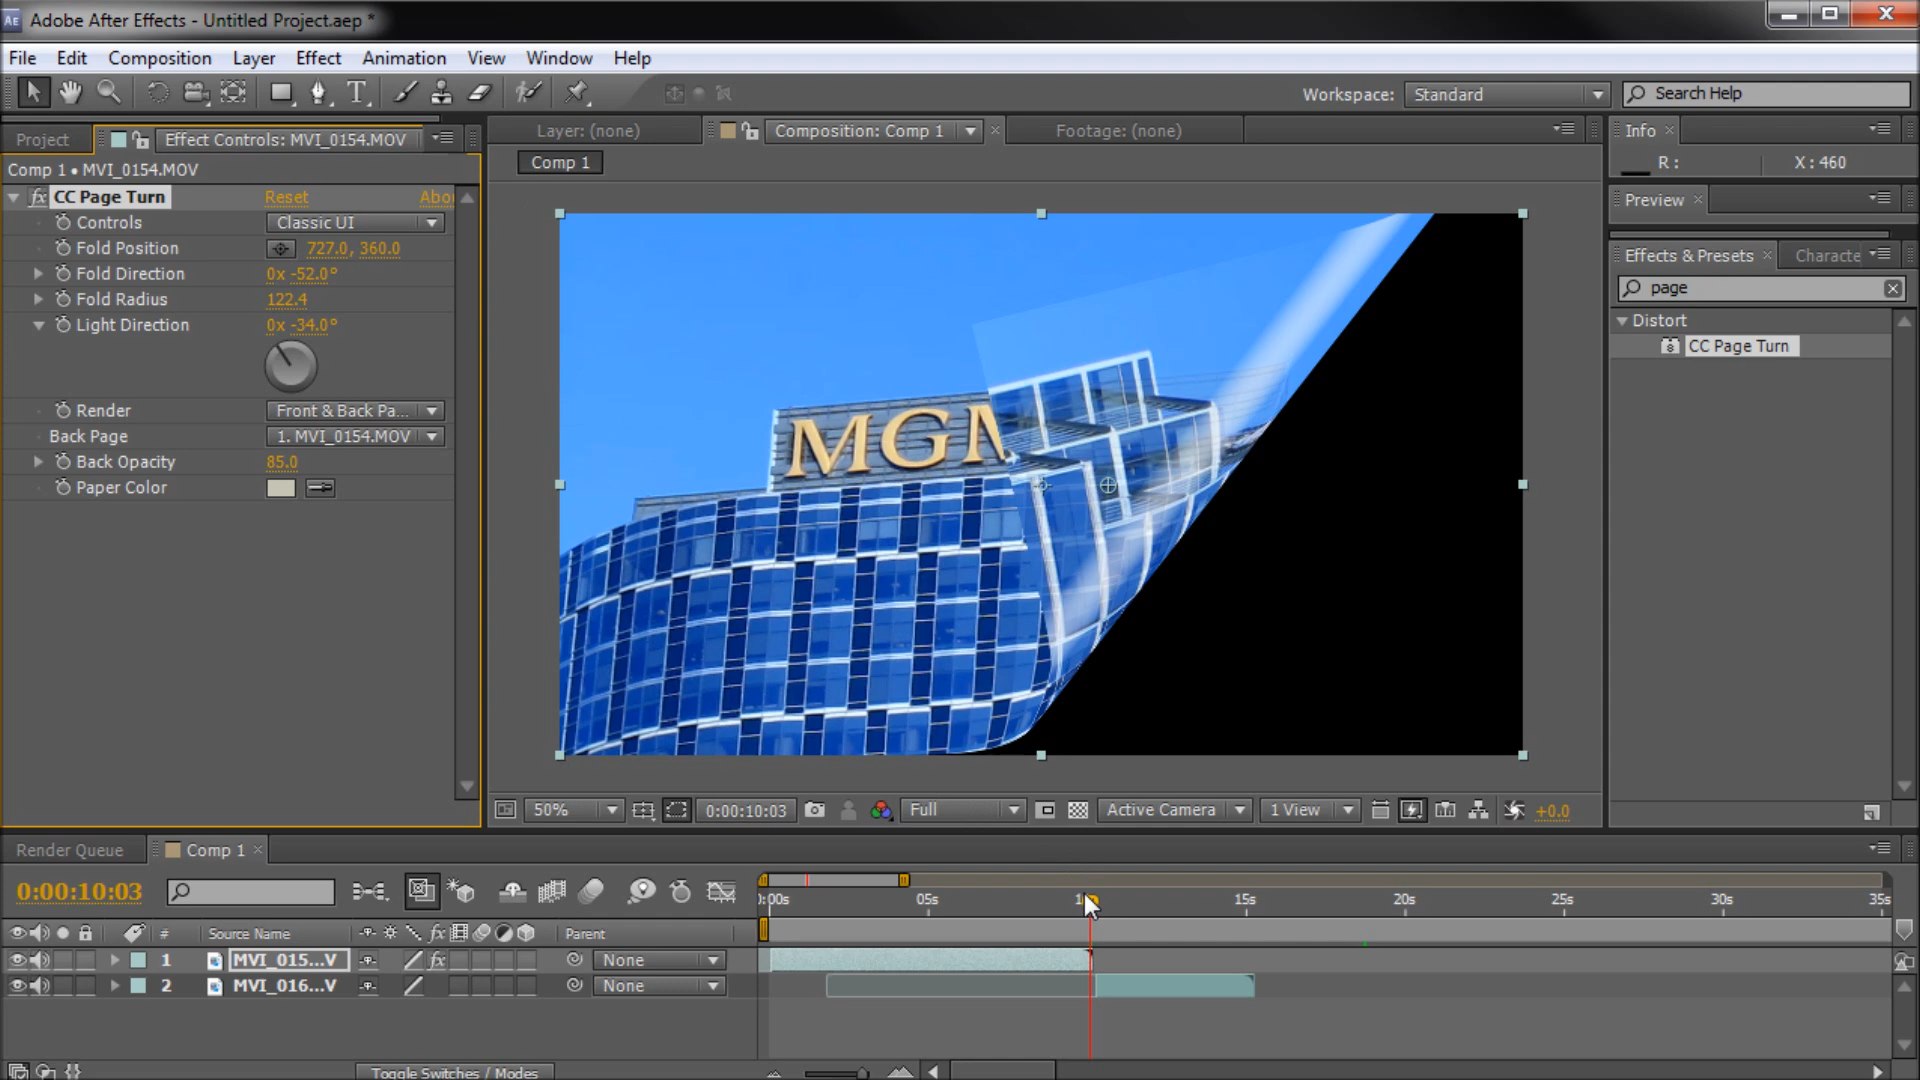 Adobe After Effects - Untitled Project.aep *
File Edit Composition Layer Effect Animation View Window Help
Workspace: Standard
Search Help
Project
Effect Controls: MVI_0154.MOV
Comp 1 • MVI_0154.MOV
fx CC Page Turn Reset Abou
Controls Classic UI
Fold Position 727.0, 360.0
Fold Direction 0x -52.0°
Fold Radius 122.4
Light Direction 0x -34.0°
Render Front & Back Pa...
Back Page 1. MVI_0154.MOV
Back Opacity 85.0
Paper Color
Layer: (none)
Composition: Comp 1
Footage: (none)
Comp 1
MGM
50%
0:00:10:03
Full
Active Camera
1 View
+0.0
Info
R :
X : 460
Preview
Effects & Presets
Characte
page
Distort
CC Page Turn
Render Queue
Comp 1
0:00:10:03
:00s 05s 15s 20s 25s 30s 35s
# Source Name fx Parent
1 MVI_015...V fx None
2 MVI_016...V None
Toggle Switches / Modes